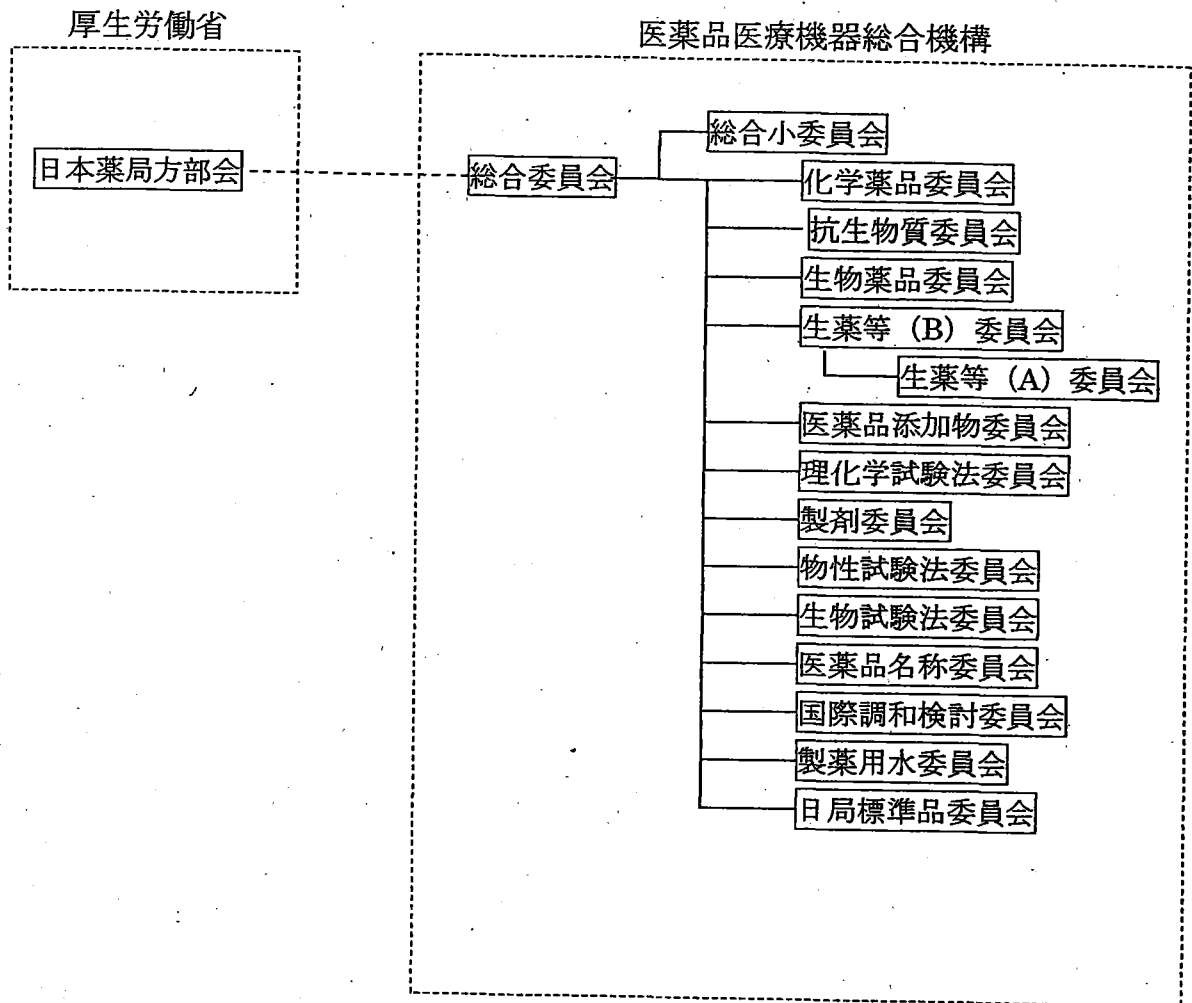 厚生労働省
医薬品医療機器総合機構
日本薬局方部会
総合委員会
総合小委員会
化学薬品委員会
抗生物質委員会
生物薬品委員会
生薬等（B）委員会
生薬等（A）委員会
医薬品添加物委員会
理化学試験法委員会
製剤委員会
物性試験法委員会
生物試験法委員会
医薬品名称委員会
国際調和検討委員会
製薬用水委員会
日局標準品委員会